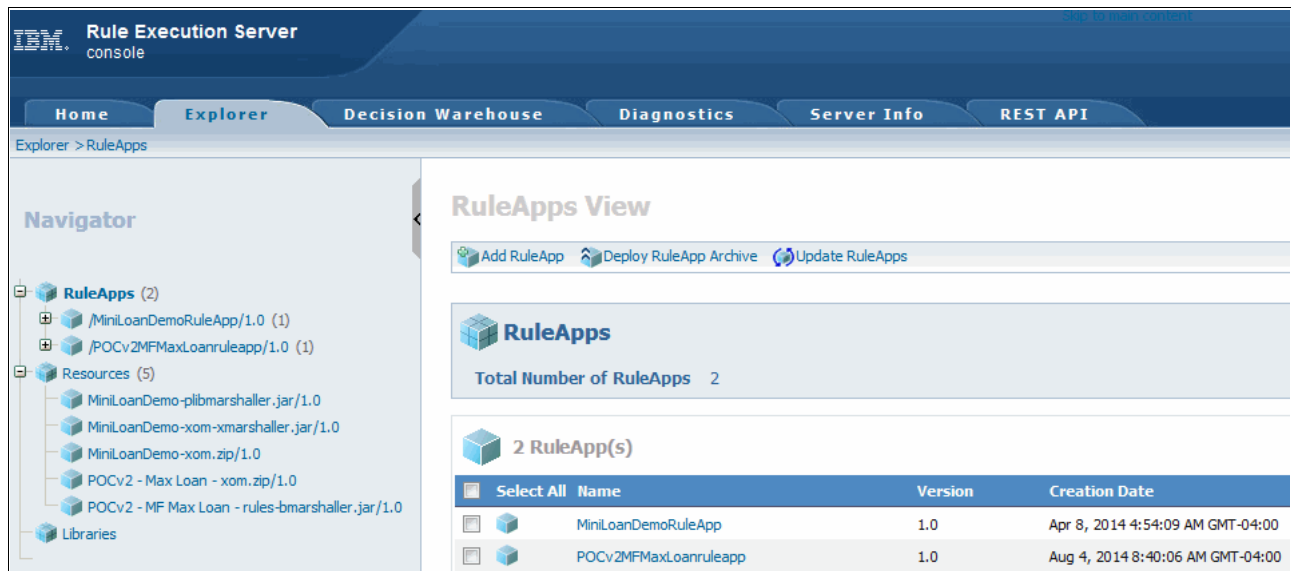 Skip to main content
IBM. Rule Execution Server
console
Home Explorer Decision Warehouse Diagnostics Server Info REST API
Explorer > RuleApps
Navigator
RuleApps (2)
/MiniLoanDemoRuleApp/1.0 (1)
/POCv2MFMaxLoanruleapp/1.0 (1)
Resources (5)
MiniLoanDemo-plibmarshaller.jar/1.0
MiniLoanDemo-xom-xmarshaller.jar/1.0
MiniLoanDemo-xom.zip/1.0
POCv2 - Max Loan - xom.zip/1.0
POCv2 - MF Max Loan - rules-bmarshaller.jar/1.0
Libraries
RuleApps View
Add RuleApp Deploy RuleApp Archive Update RuleApps
RuleApps
Total Number of RuleApps 2
2 RuleApp(s)
Select All Name Version Creation Date
MiniLoanDemoRuleApp 1.0 Apr 8, 2014 4:54:09 AM GMT-04:00
POCv2MFMaxLoanruleapp 1.0 Aug 4, 2014 8:40:06 AM GMT-04:00